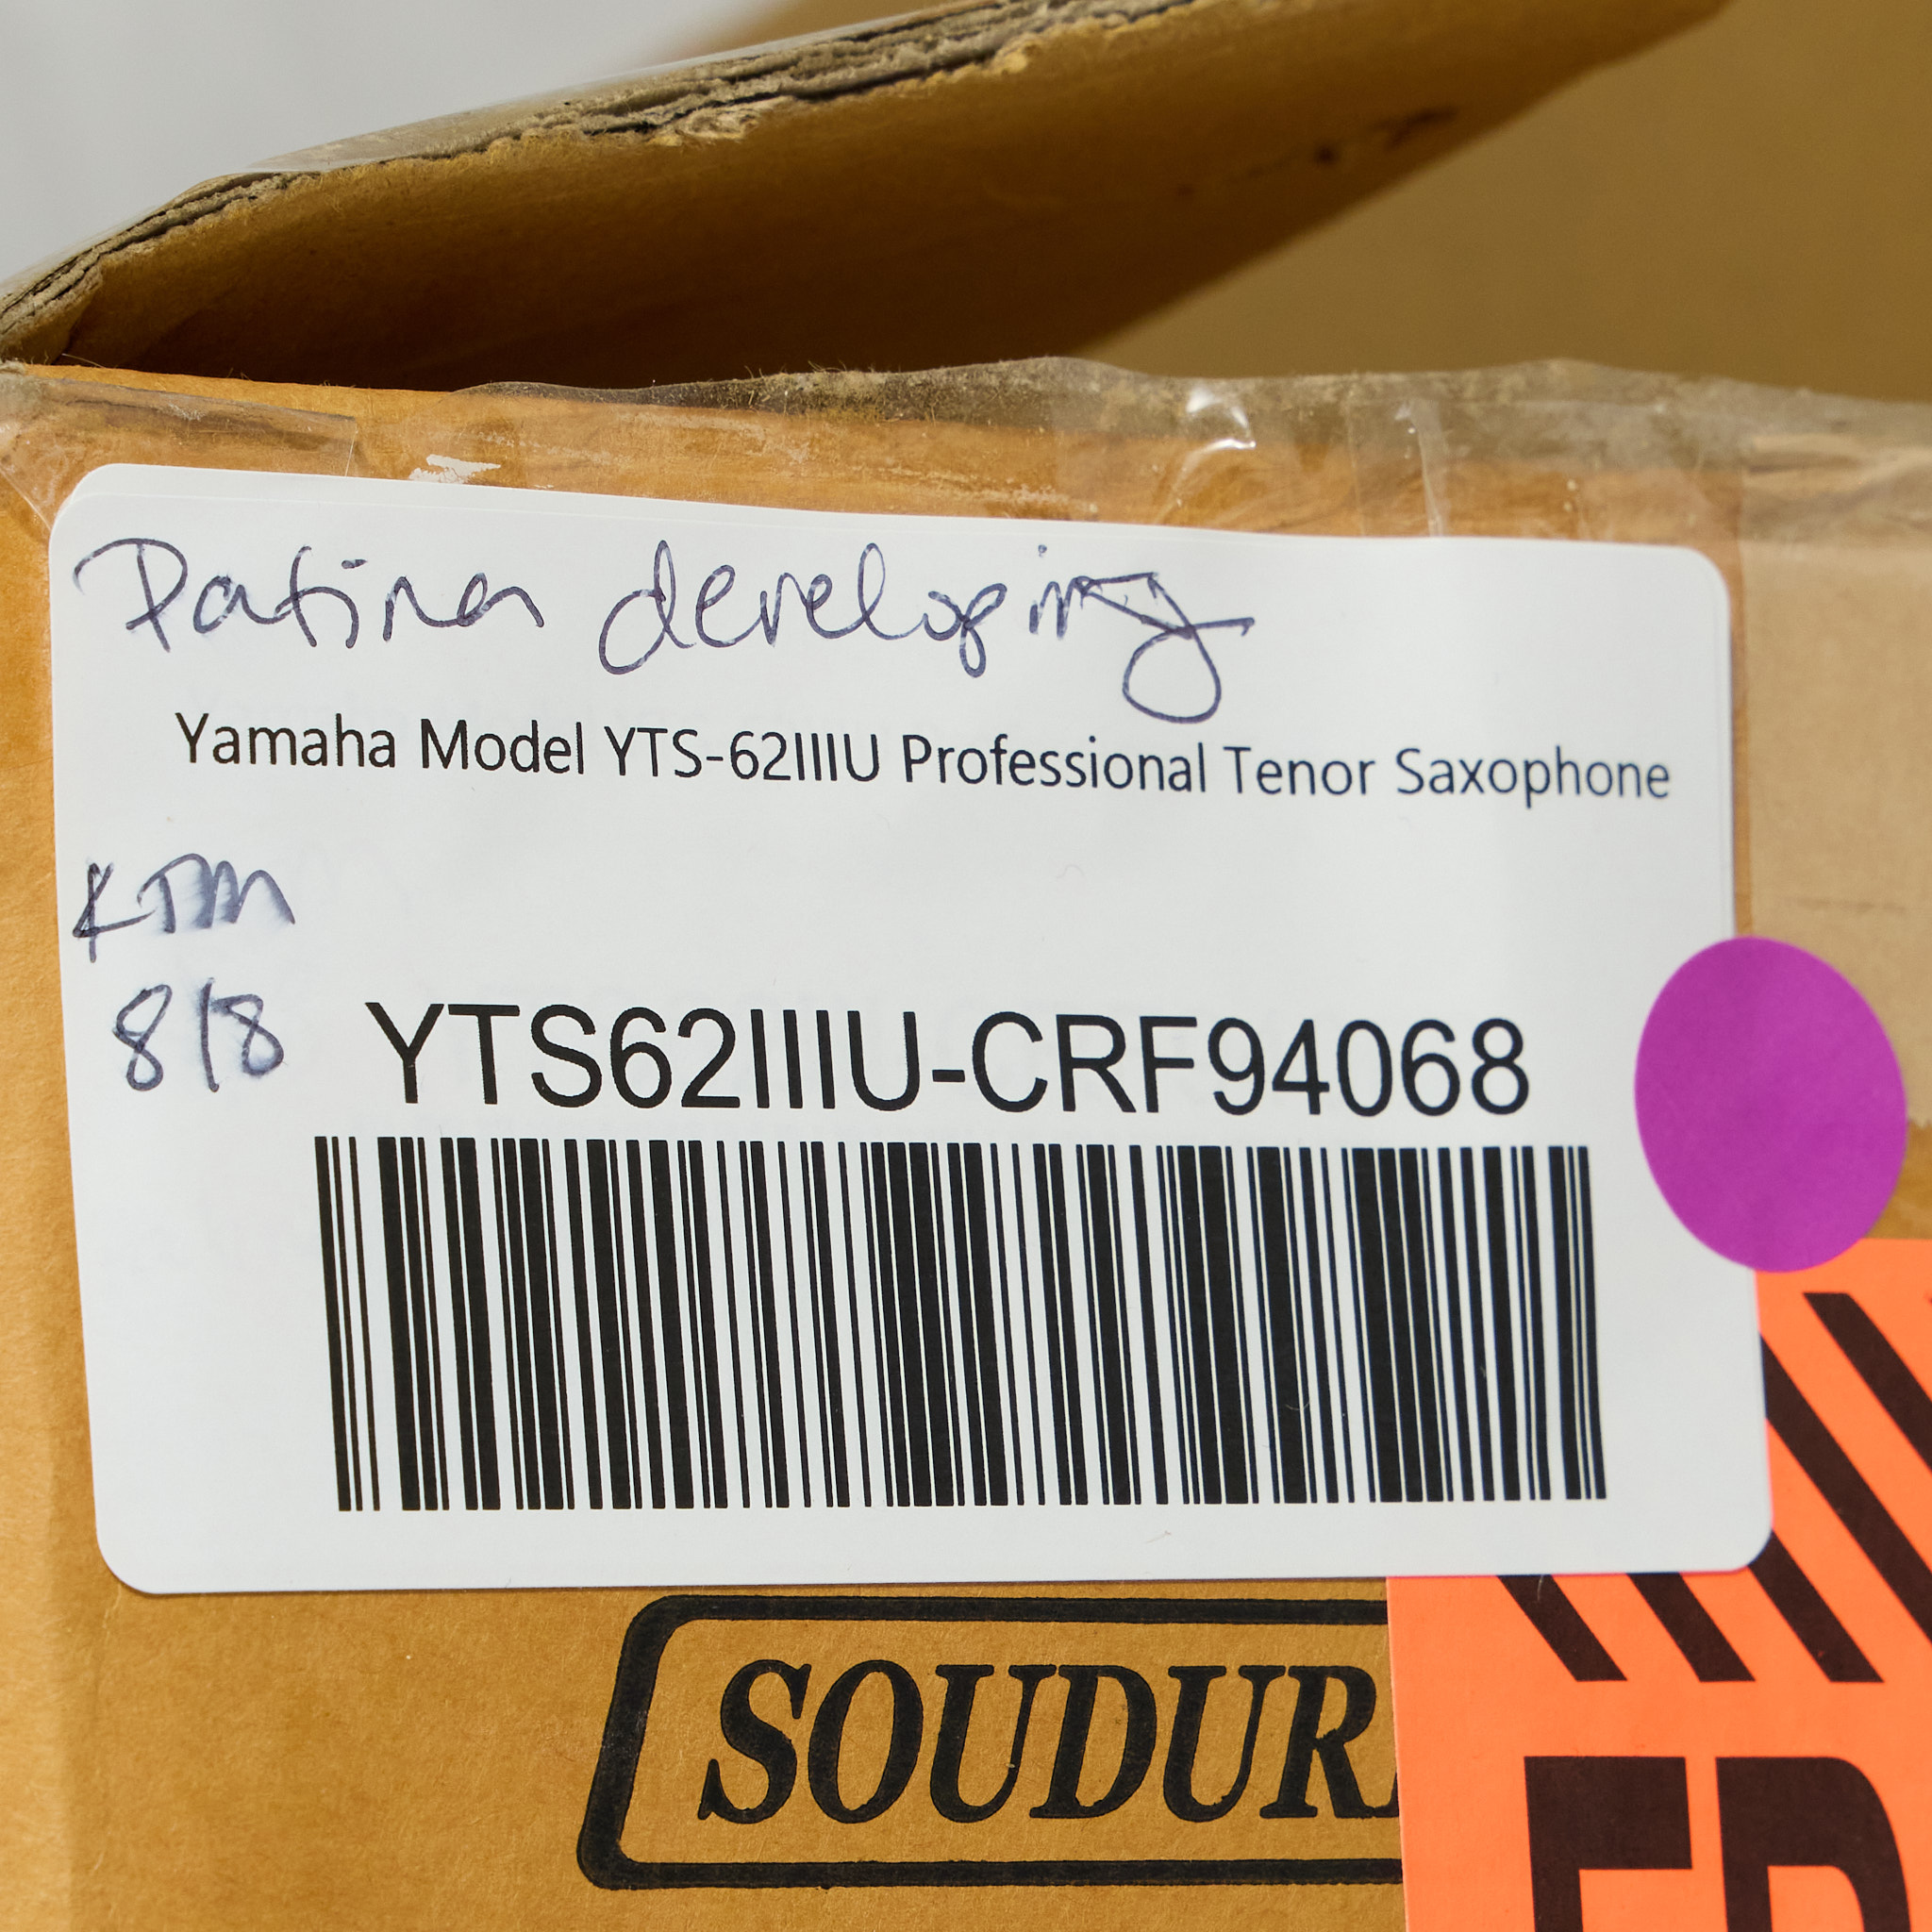 Patina developing
Yamaha Model YTS-62IIIU Professional Tenor Saxophone
KTM
8/8
YTS62IIIU-CRF94068
SOUDUR